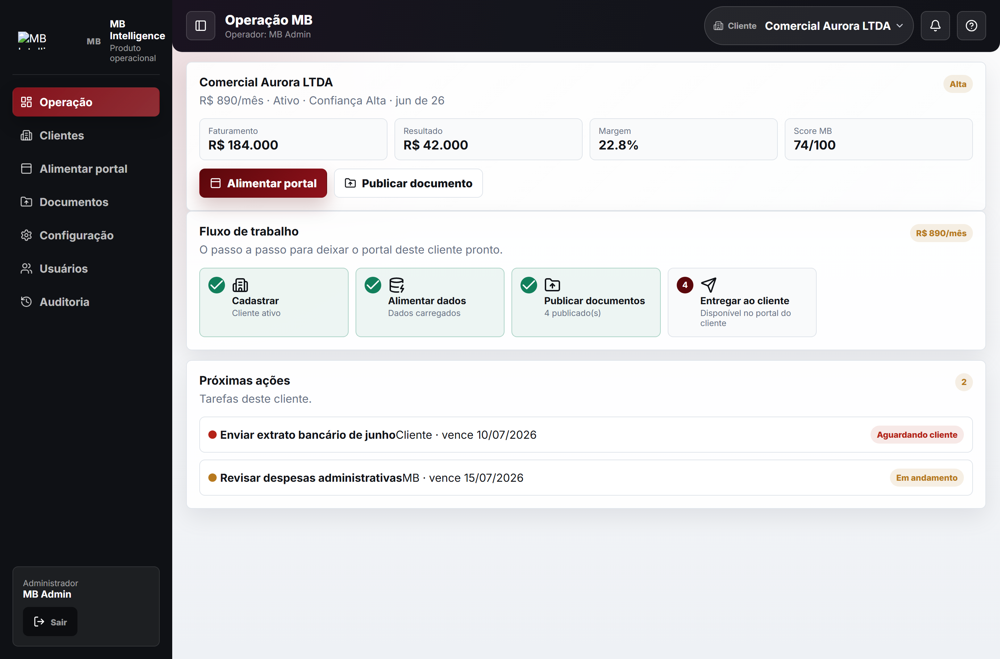 MB
MB
MB
Intelligence
Produto
operacional
Operação
Clientes
Alimentar portal
Documentos
Configuração
Usuários
Auditoria
Administrador
MB Admin
Sair
Operação MB
Operador: MB Admin
Cliente Comercial Aurora LTDA
Comercial Aurora LTDA
Alta
R$ 890/mês · Ativo · Confiança Alta · jun de 26
Faturamento
R$ 184.000
Resultado
R$ 42.000
Margem
22.8%
Score MB
74/100
Alimentar portal
Publicar documento
Fluxo de trabalho
R$ 890/mês
O passo a passo para deixar o portal deste cliente pronto.
Cadastrar
Cliente ativo
Alimentar dados
Dados carregados
Publicar documentos
4 publicado(s)
4
Entregar ao cliente
Disponível no portal do
cliente
Próximas ações
2
Tarefas deste cliente.
Enviar extrato bancário de junhoCliente · vence 10/07/2026
Aguardando cliente
Revisar despesas administrativasMB · vence 15/07/2026
Em andamento